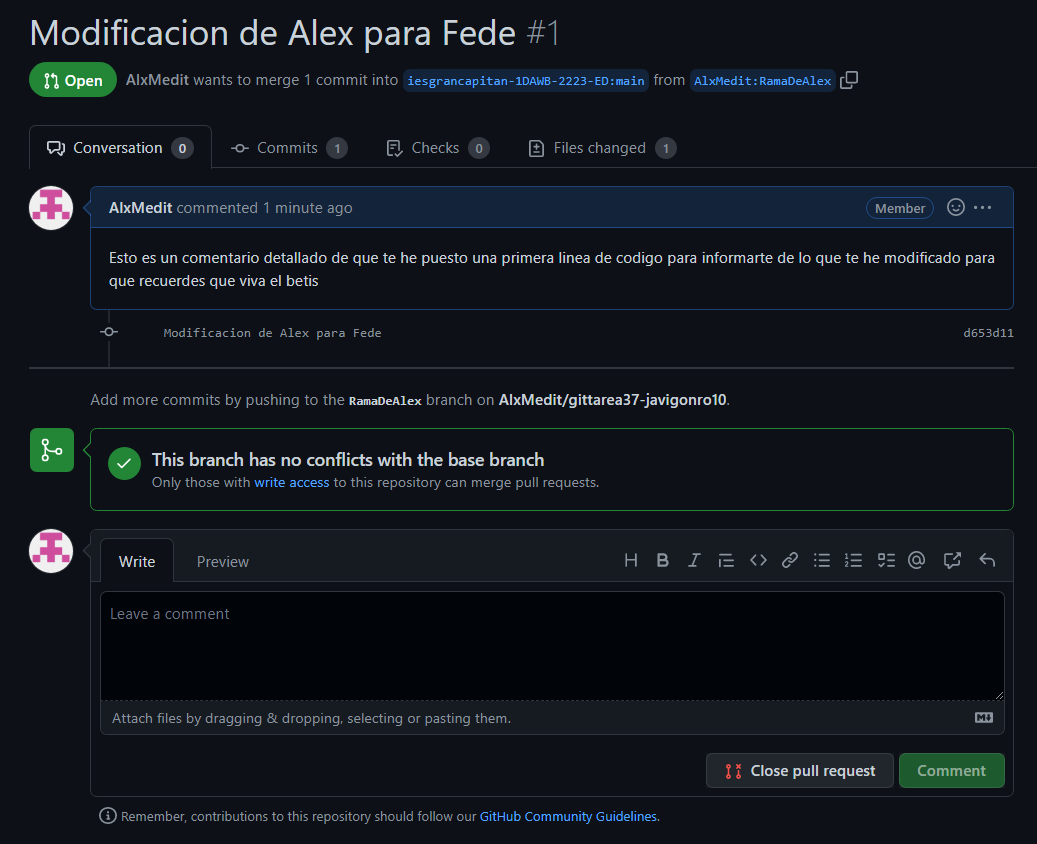 Modificacion de Alex para Fede #1
Open AlxMedit wants to merge 1 commit into iesgrancapitan-1DAWB-2223-ED:main from AlxMedit:RamaDeAlex
Conversation 0 Commits 1 Checks 0 Files changed 1
AlxMedit commented 1 minute ago Member
Esto es un comentario detallado de que te he puesto una primera linea de codigo para informarte de lo que te he modificado para
que recuerdes que viva el betis
Modificacion de Alex para Fede d653d11
Add more commits by pushing to the RamaDeAlex branch on AlxMedit/gittarea37-javigonro10.
This branch has no conflicts with the base branch
Only those with write access to this repository can merge pull requests.
Write Preview
Leave a comment
Attach files by dragging & dropping, selecting or pasting them.
Close pull request Comment
Remember, contributions to this repository should follow our GitHub Community Guidelines.